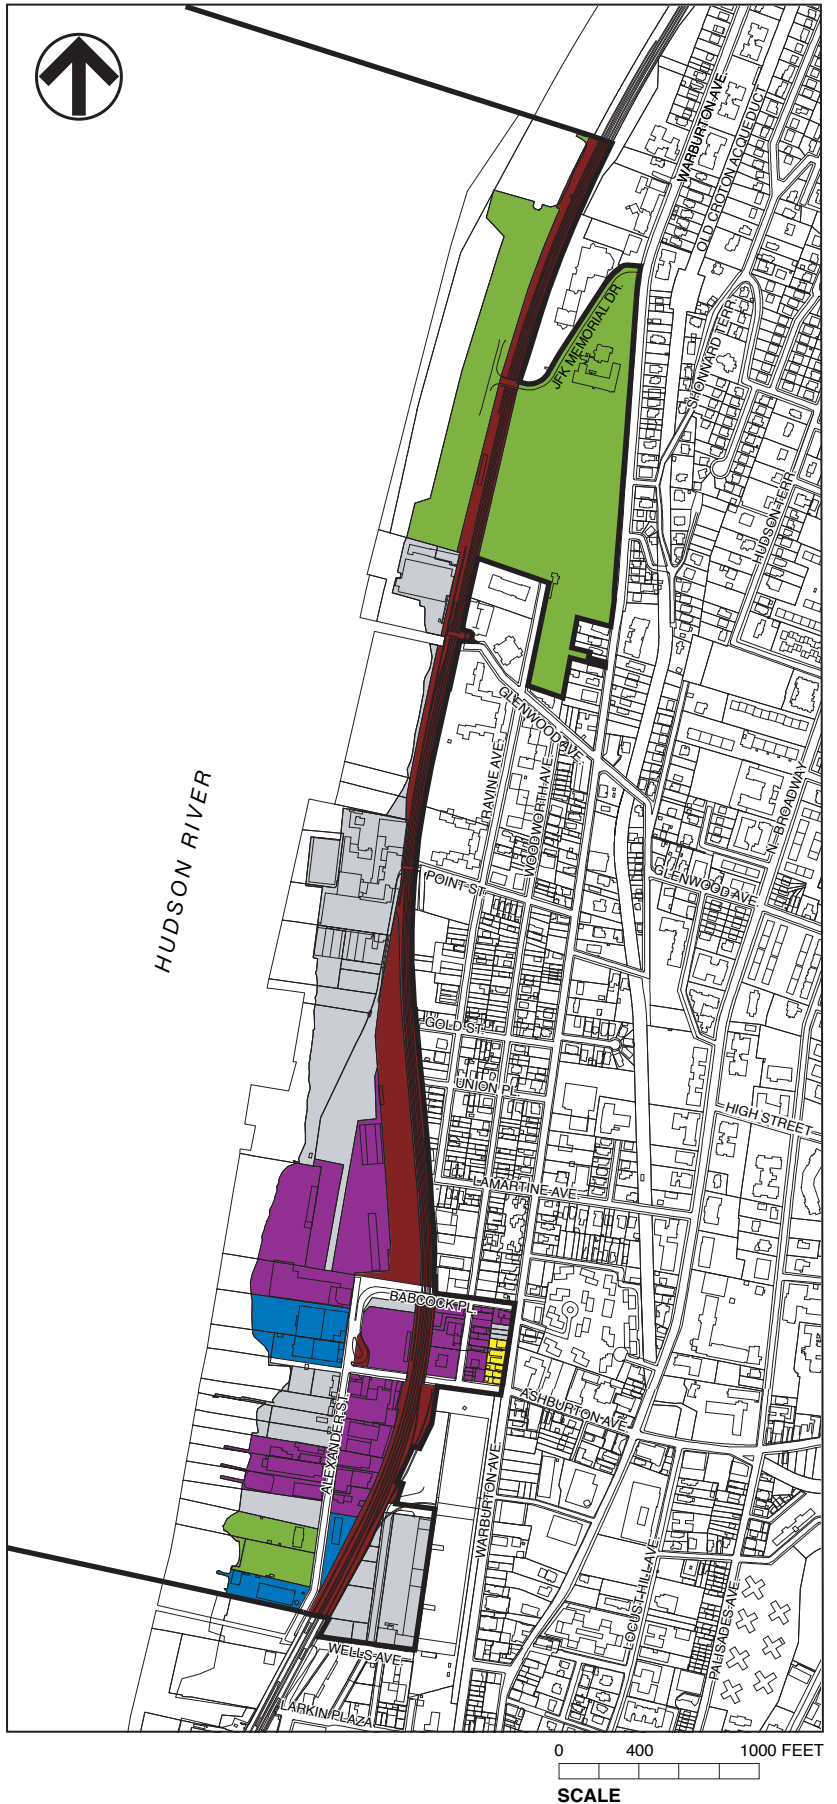 WARBURTON AVE.
OLD CROTON ACQUEDUCT
JFK MEMORIAL DR.
SHONNARD TERR.
HUDSON TERR.
GLENWOOD AVE.
RAVINE AVE.
WOODWORTH AVE.
N. BROADWAY
HUDSON RIVER
POINT ST.
GLENWOOD AVE.
GOLD ST.
UNION PL.
HIGH STREET
LAMARTINE AVE.
BABCOCK PL.
ASHBURTON AVE.
ALEXANDER ST.
WARBURTON AVE.
LOCUST HILL AVE.
PALISADES AVE.
WELLS AVE.
LARKIN PLAZA
0 400 1000 FEET
SCALE